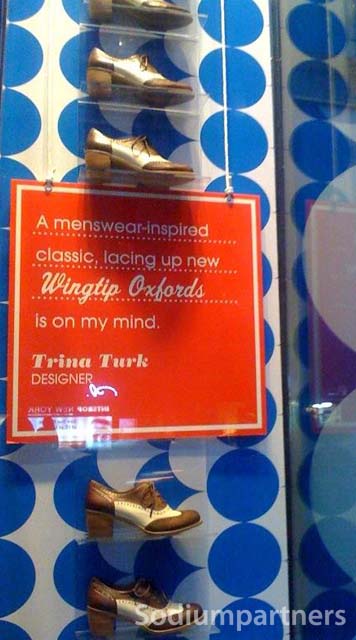 A menswear-inspired
classic, lacing up new
Wingtip Oxfords
is on my mind.
Trina Turk
DESIGNER
Sodiumpartners